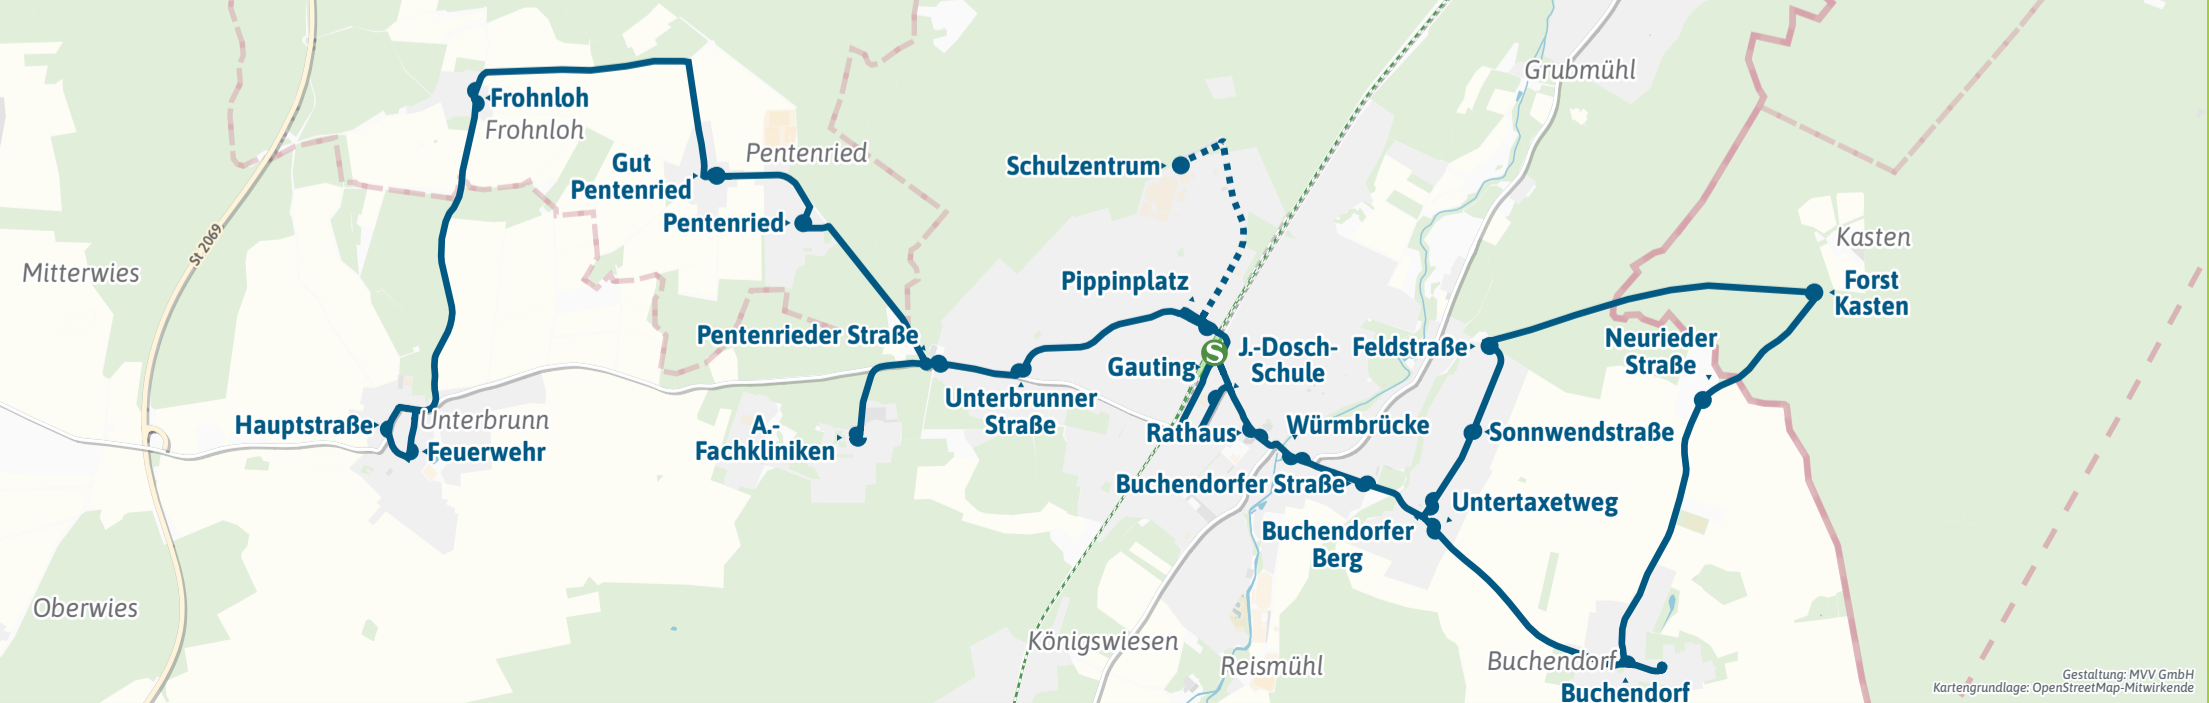 Grubmühl
Frohnloh
Frohnloh
Pentenried
Gut
Pentenried
Schulzentrum
Pentenried
St 2069
Kasten
Mitterwies
Pippinplatz
Forst
Kasten
Pentenrieder Straße
S
J.-Dosch-
Schule
Feldstraße
Neurieder
Straße
Gauting
Unterbrunner
Straße
Hauptstraße
Unterbrunn
Feuerwehr
A.-
Fachkliniken
Rathaus
Würmbrücke
Sonnwendstraße
Buchendorfer Straße
Untertaxetweg
Buchendorfer
Berg
Oberwies
Königswiesen
Reismühl
Buchendorf
Buchendorf
Gestaltung: MVV GmbH
Kartengrundlage: OpenStreetMap-Mitwirkende